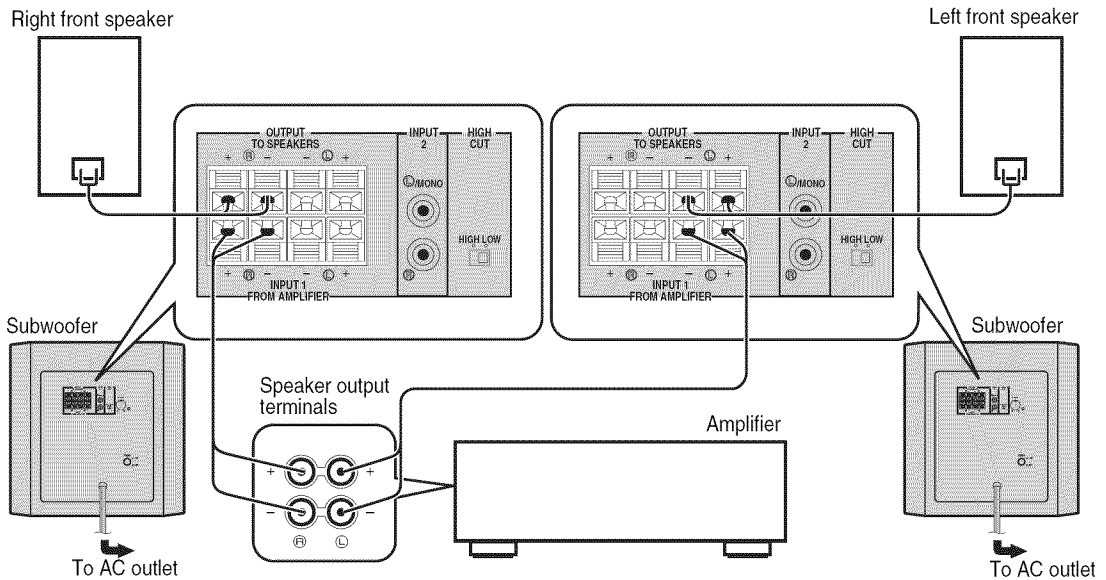 Right front speaker
Left front speaker
OUTPUT
TO SPEAKERS
+ Ⓡ − − Ⓛ +
INPUT
2
HIGH
CUT
Ⓛ/MONO
Ⓡ
HIGH LOW
+ Ⓡ − − Ⓛ +
INPUT 1
FROM AMPLIFIER
OUTPUT
TO SPEAKERS
+ Ⓡ − − Ⓛ +
INPUT
2
HIGH
CUT
Ⓛ/MONO
Ⓡ
HIGH LOW
+ Ⓡ − − Ⓛ +
INPUT 1
FROM AMPLIFIER
Subwoofer
Subwoofer
Speaker output
terminals
Amplifier
+ +
− −
Ⓡ Ⓛ
To AC outlet
To AC outlet